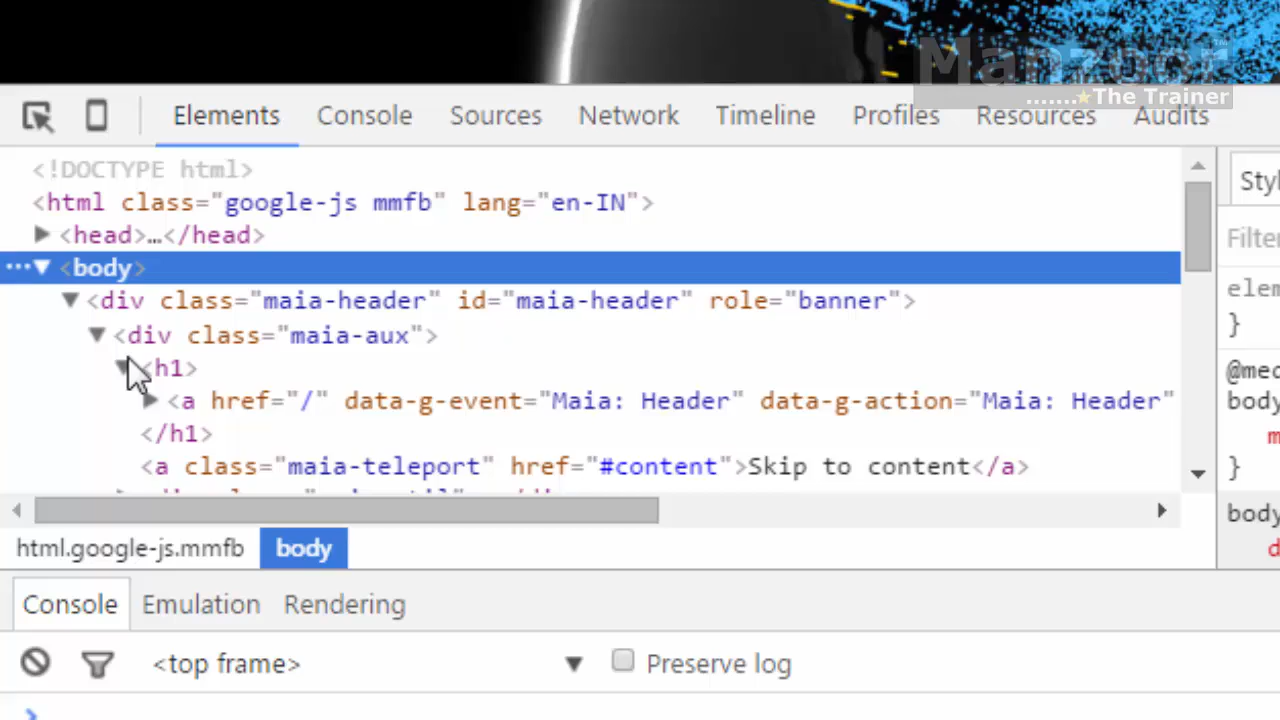 Manzoor™
.......★The Trainer
Elements Console Sources Network Timeline Profiles Resources Audits
<!DOCTYPE html>
<html class="google-js mmfb" lang="en-IN">
▶<head>…</head>
…▼<body>
▼<div class="maia-header" id="maia-header" role="banner">
▼<div class="maia-aux">
▼<h1>
▶<a href="/" data-g-event="Maia: Header" data-g-action="Maia: Header"
</h1>
<a class="maia-teleport" href="#content">Skip to content</a>
html.google-js.mmfb body
Styl
Filter
elem
}
@med
body
m
}
body
d
Console Emulation Rendering
<top frame> ▼ Preserve log